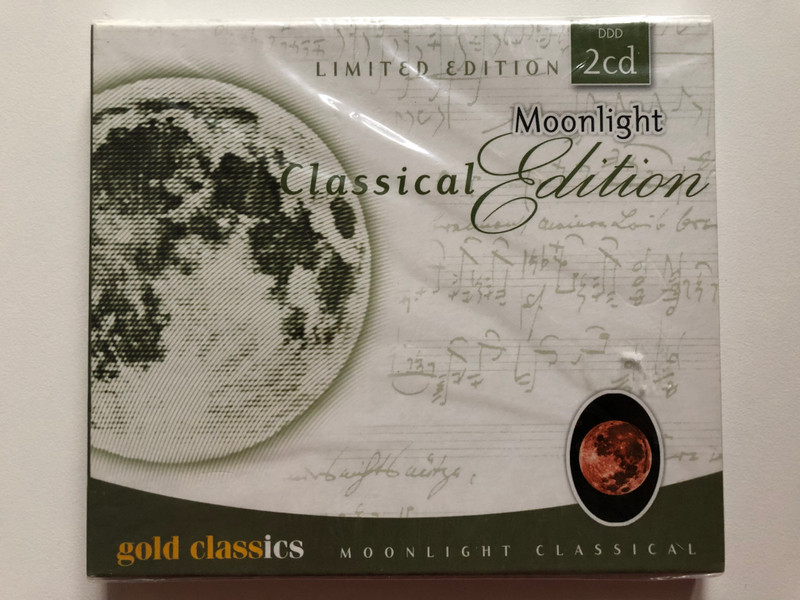 DDD
LIMITED EDITION 2cd
Moonlight
Classical Edition
gold classics MOONLIGHT CLASSICAL